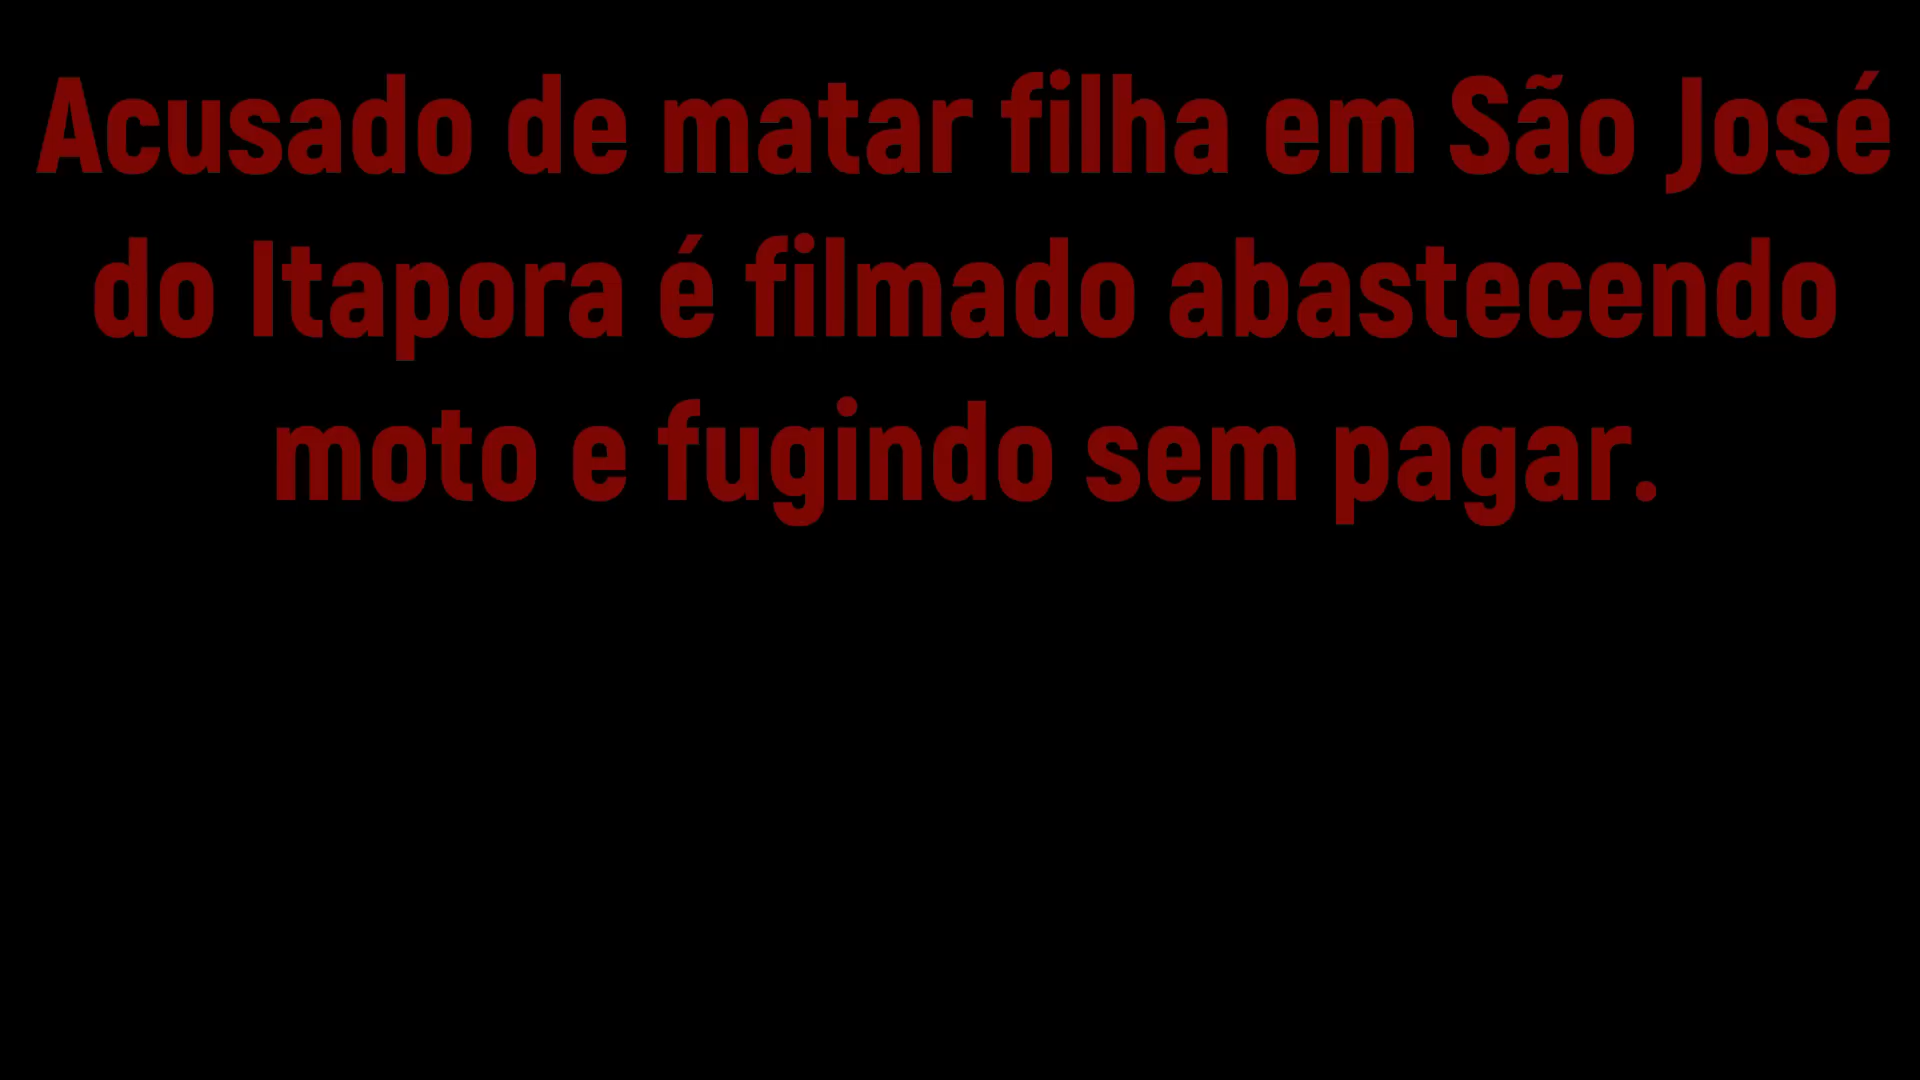 Acusado de matar filha em São José
do Itapora é filmado abastecendo
moto e fugindo sem pagar.